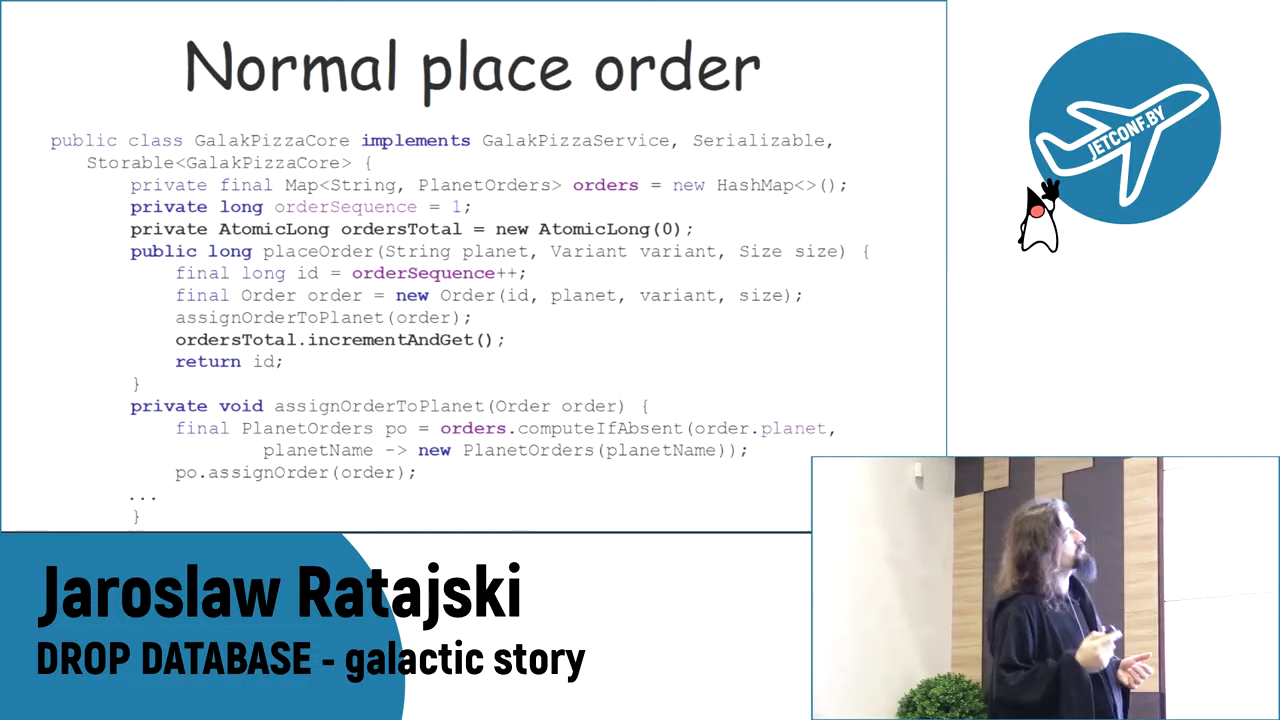 Normal place order
public class GalakPizzaCore implements GalakPizzaService, Serializable,
Storable<GalakPizzaCore> {
private final Map<String, PlanetOrders> orders = new HashMap<>();
private long orderSequence = 1;
private AtomicLong ordersTotal = new AtomicLong(0);
public long placeOrder(String planet, Variant variant, Size size) {
final long id = orderSequence++;
final Order order = new Order(id, planet, variant, size);
assignOrderToPlanet(order);
ordersTotal.incrementAndGet();
return id;
}
private void assignOrderToPlanet(Order order) {
final PlanetOrders po = orders.computeIfAbsent(order.planet,
planetName -> new PlanetOrders(planetName));
po.assignOrder(order);
...
}
JETCONF.BY
Jaroslaw Ratajski
DROP DATABASE - galactic story